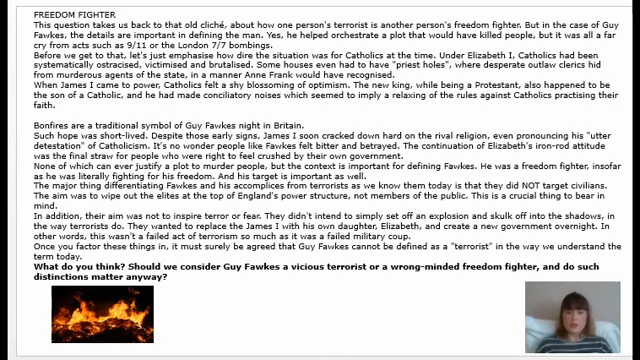 FREEDOM FIGHTER
This question takes us back to that old cliché, about how one person's terrorist is another person's freedom fighter. But in the case of Guy
Fawkes, the details are important in defining the man. Yes, he helped orchestrate a plot that would have killed people, but it was all a far
cry from acts such as 9/11 or the London 7/7 bombings.
Before we get to that, let's just emphasise how dire the situation was for Catholics at the time. Under Elizabeth I, Catholics had been
systematically ostracised, victimised and brutalised. Some houses even had to have "priest holes", where desperate outlaw clerics hid
from murderous agents of the state, in a manner Anne Frank would have recognised.
When James I came to power, Catholics felt a shy blossoming of optimism. The new king, while being a Protestant, also happened to be
the son of a Catholic, and he had made conciliatory noises which seemed to imply a relaxing of the rules against Catholics practising their
faith.
Bonfires are a traditional symbol of Guy Fawkes night in Britain.
Such hope was short-lived. Despite those early signs, James I soon cracked down hard on the rival religion, even pronouncing his "utter
detestation" of Catholicism. It's no wonder people like Fawkes felt bitter and betrayed. The continuation of Elizabeth's iron-rod attitude
was the final straw for people who were right to feel crushed by their own government.
None of which can ever justify a plot to murder people, but the context is important for defining Fawkes. He was a freedom fighter, insofar
as he was literally fighting for his freedom. And his target is important as well.
The major thing differentiating Fawkes and his accomplices from terrorists as we know them today is that they did NOT target civilians.
The aim was to wipe out the elites at the top of England's power structure, not members of the public. This is a crucial thing to bear in
mind.
In addition, their aim was not to inspire terror or fear. They didn't intend to simply set off an explosion and skulk off into the shadows, in
the way terrorists do. They wanted to replace the James I with his own daughter, Elizabeth, and create a new government overnight. In
other words, this wasn't a failed act of terrorism so much as it was a failed military coup.
Once you factor these things in, it must surely be agreed that Guy Fawkes cannot be defined as a "terrorist" in the way we understand the
term today.
What do you think? Should we consider Guy Fawkes a vicious terrorist or a wrong-minded freedom fighter, and do such
distinctions matter anyway?